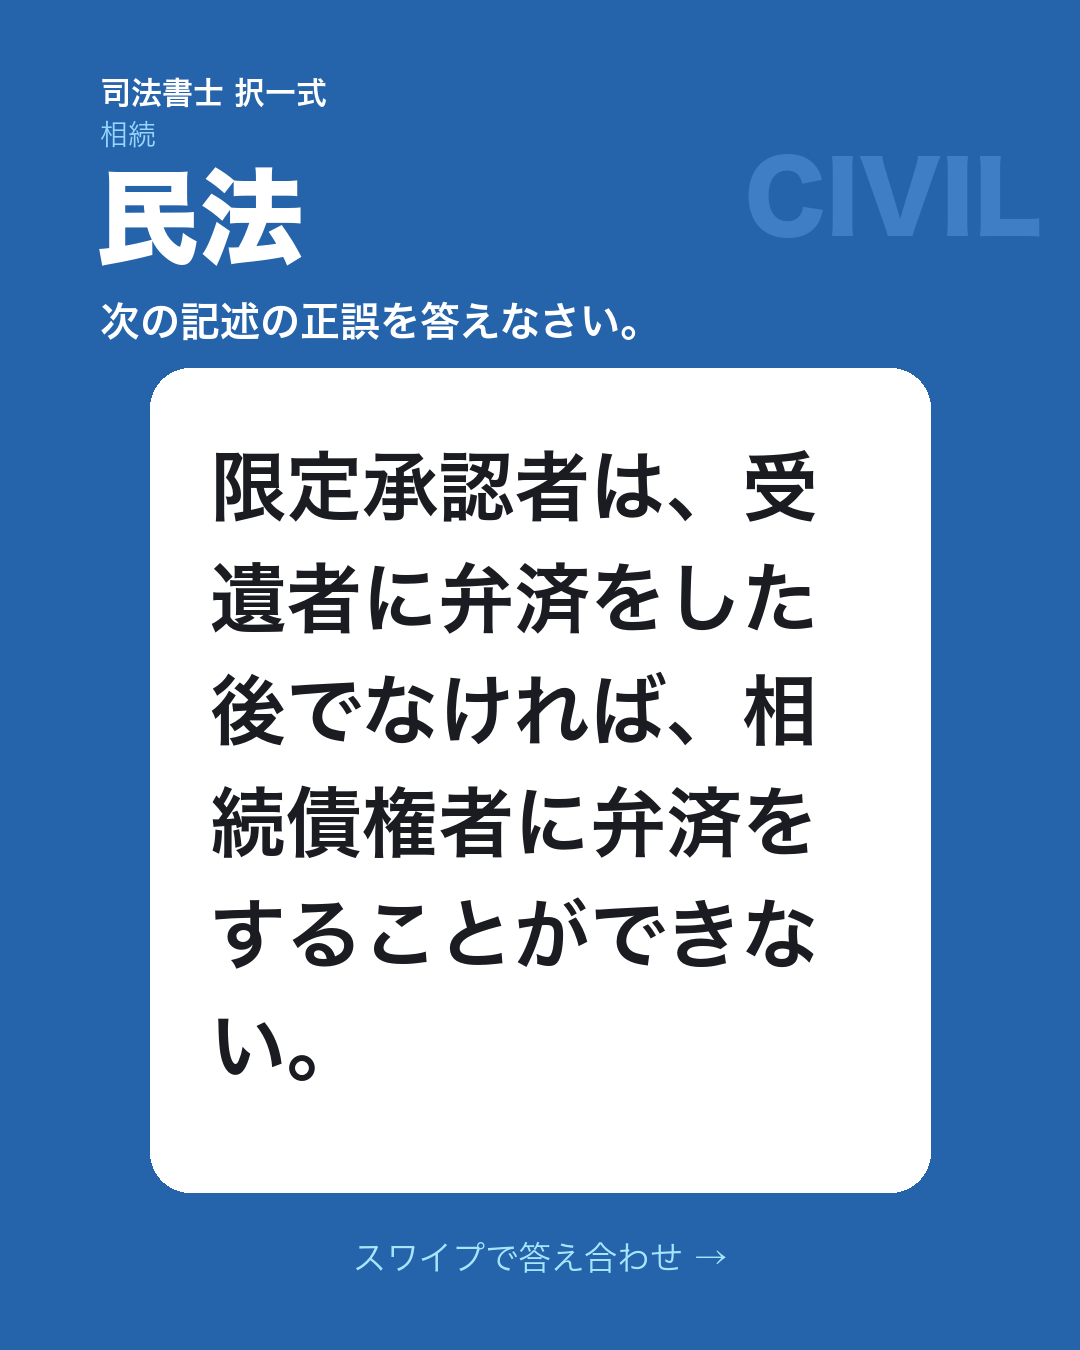 司法書士 択一式
相続
民法
CIVIL
次の記述の正誤を答えなさい。
限定承認者は、受
遺者に弁済をした
後でなければ、相
続債権者に弁済を
することができな
い。
スワイプで答え合わせ →